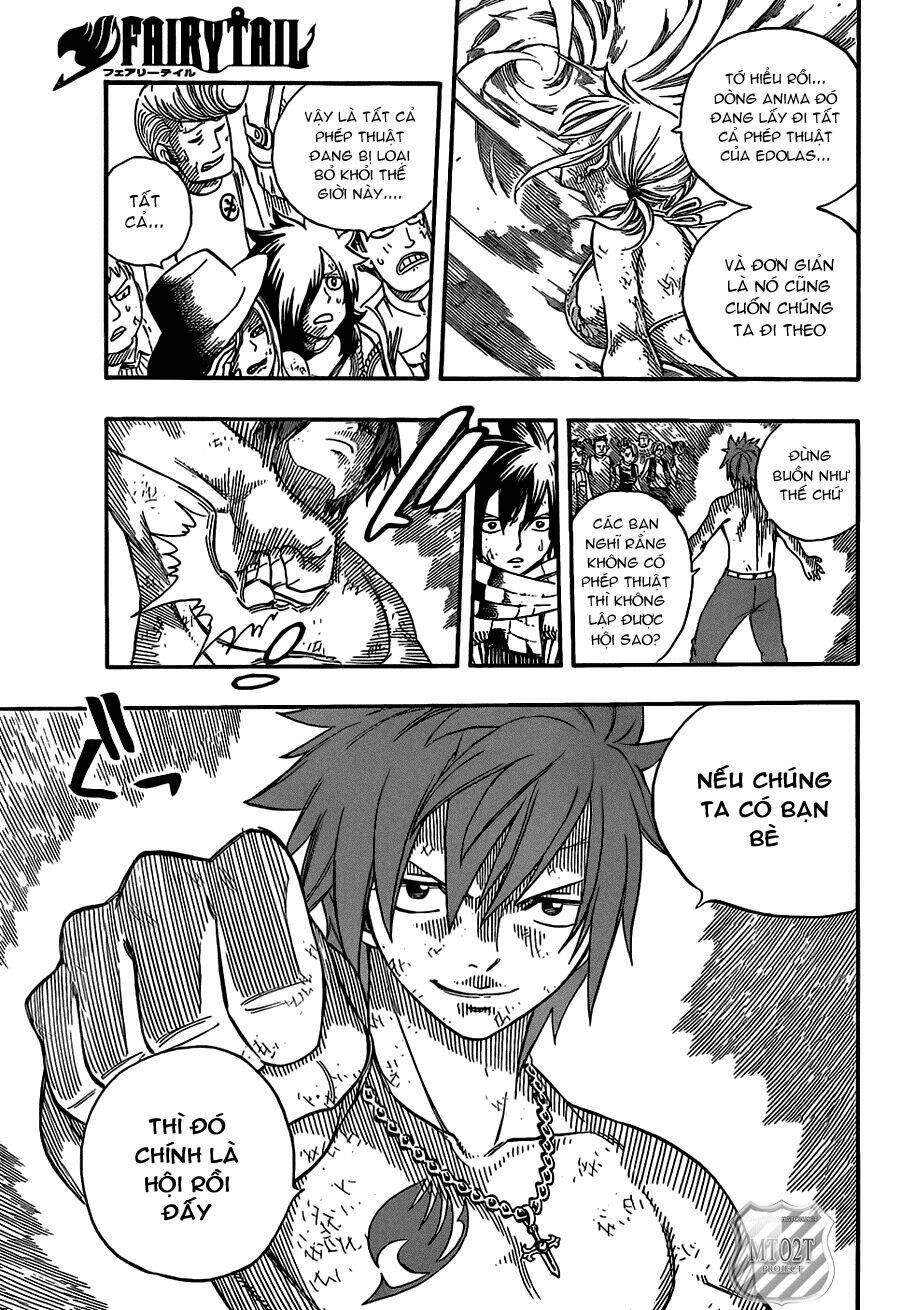 FAIRY TAIL
フェアリーテイル
TỚ HIỂU RỒI...
DÒNG ANIMA ĐÓ
ĐANG LẤY ĐI TẤT
CẢ PHÉP THUẬT
CỦA EDOLAS...
VÀ ĐƠN GIẢN
LÀ NÓ CŨNG
CUỐN CHÚNG
TA ĐI THEO
VẬY LÀ TẤT CẢ
PHÉP THUẬT
ĐANG BỊ LOẠI
BỎ KHỎI THẾ
GIỚI NÀY....
TẤT
CẢ...
ĐỪNG
BUỒN NHƯ
THẾ CHỨ
CÁC BẠN
NGHĨ RẰNG
KHÔNG CÓ
PHÉP THUẬT
THÌ KHÔNG
LẬP ĐƯỢC
HỘI SAO?
NẾU CHÚNG
TA CÓ BẠN
BÈ
THÌ ĐÓ
CHÍNH LÀ
HỘI RỒI
ĐẤY
MT02T
PROJECT